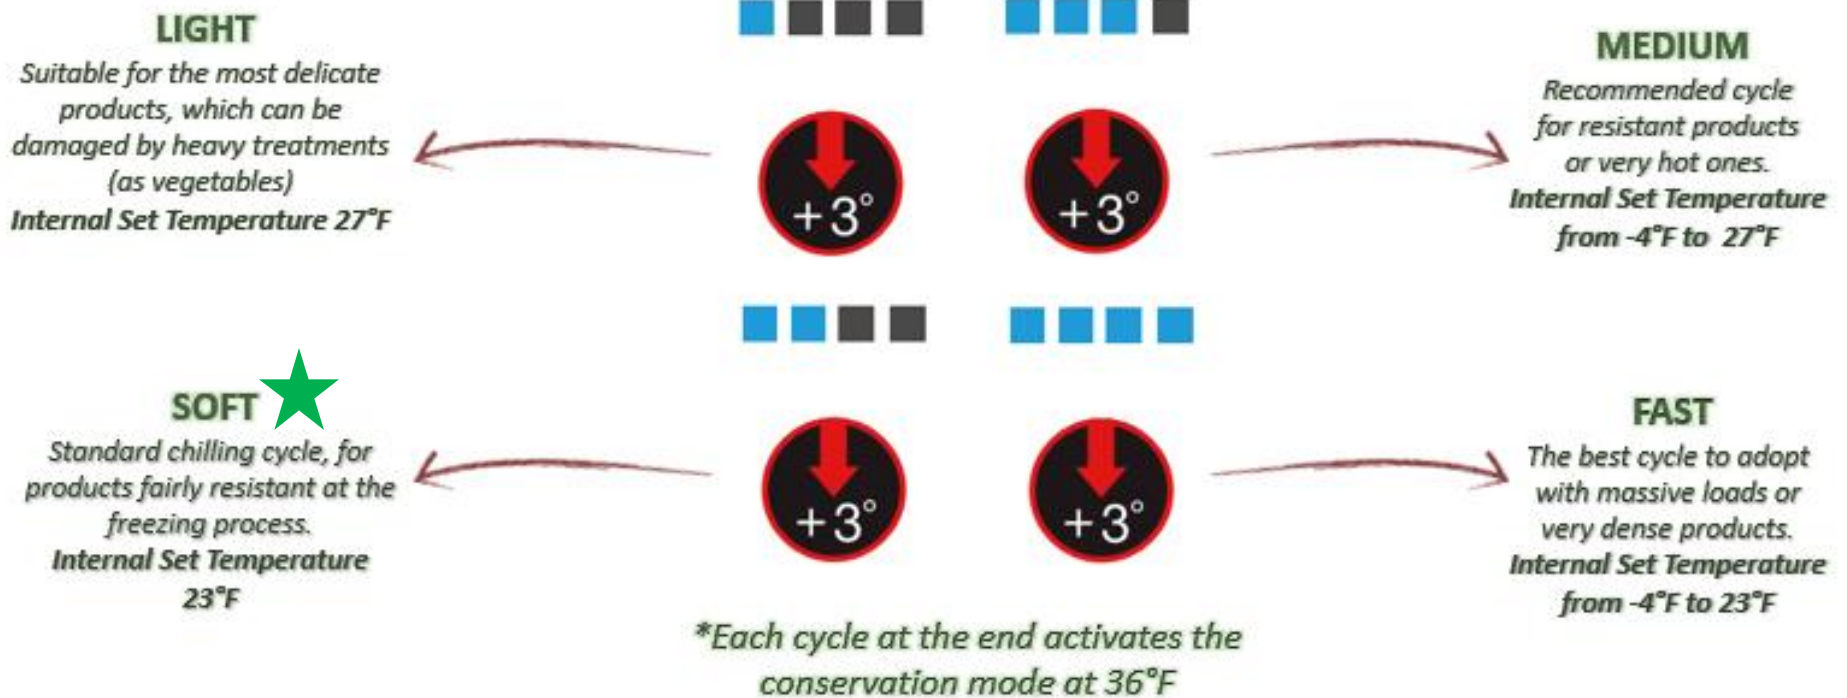 LIGHT
Suitable for the most delicate
products, which can be
damaged by heavy treatments
(as vegetables)
Internal Set Temperature 27°F
+3°
+3°
MEDIUM
Recommended cycle
for resistant products
or very hot ones.
Internal Set Temperature
from -4°F to 27°F
SOFT
Standard chilling cycle, for
products fairly resistant at the
freezing process.
Internal Set Temperature
23°F
+3°
+3°
FAST
The best cycle to adopt
with massive loads or
very dense products.
Internal Set Temperature
from -4°F to 23°F
*Each cycle at the end activates the
conservation mode at 36°F